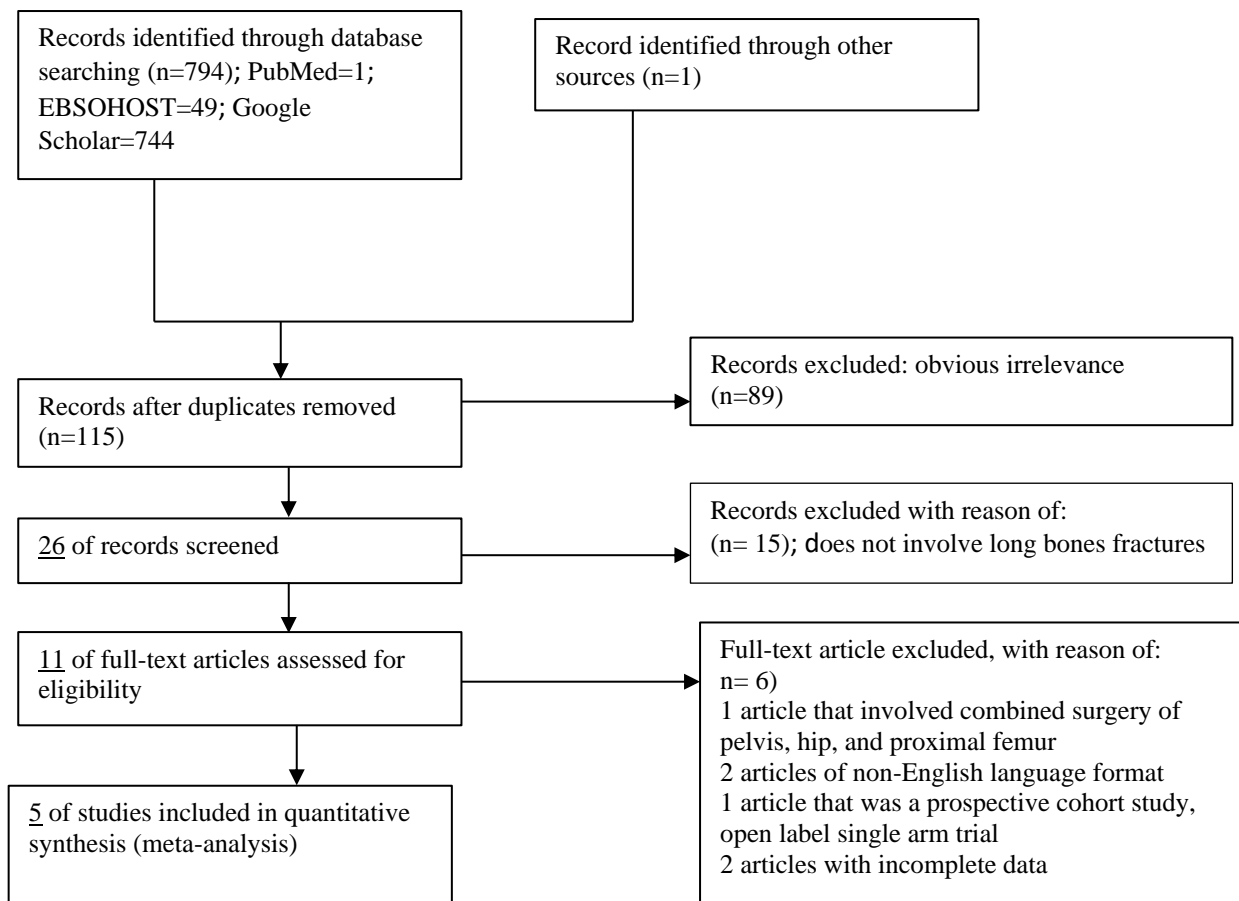 Records identified through database
searching (n=794); PubMed=1;
EBSOHOST=49; Google
Scholar=744
Record identified through other
sources (n=1)
Records excluded: obvious irrelevance
(n=89)
Records after duplicates removed
(n=115)
Records excluded with reason of:
(n= 15); does not involve long bones fractures
26 of records screened
11 of full-text articles assessed for
eligibility
Full-text article excluded, with reason of:
n= 6)
1 article that involved combined surgery of
pelvis, hip, and proximal femur
2 articles of non-English language format
1 article that was a prospective cohort study,
open label single arm trial
2 articles with incomplete data
5 of studies included in quantitative
synthesis (meta-analysis)